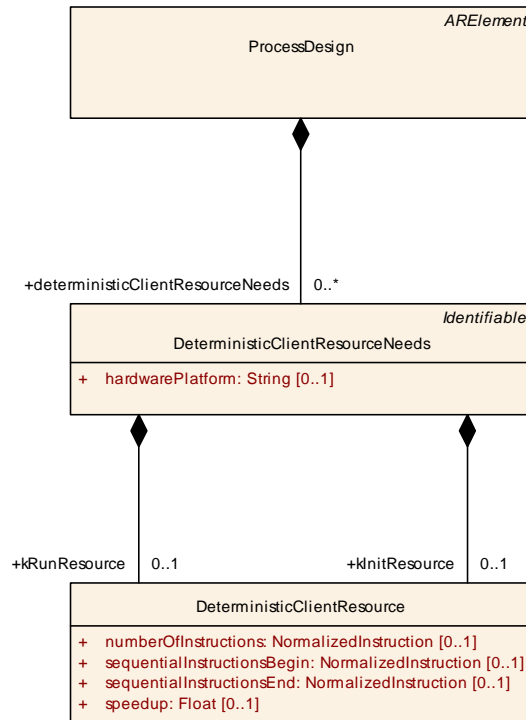 ARElement
ProcessDesign
+deterministicClientResourceNeeds 0..*
Identifiable
DeterministicClientResourceNeeds
+ hardwarePlatform: String [0..1]
+kRunResource 0..1 +kInitResource 0..1
DeterministicClientResource
+ numberOfInstructions: NormalizedInstruction [0..1]
+ sequentialInstructionsBegin: NormalizedInstruction [0..1]
+ sequentialInstructionsEnd: NormalizedInstruction [0..1]
+ speedup: Float [0..1]